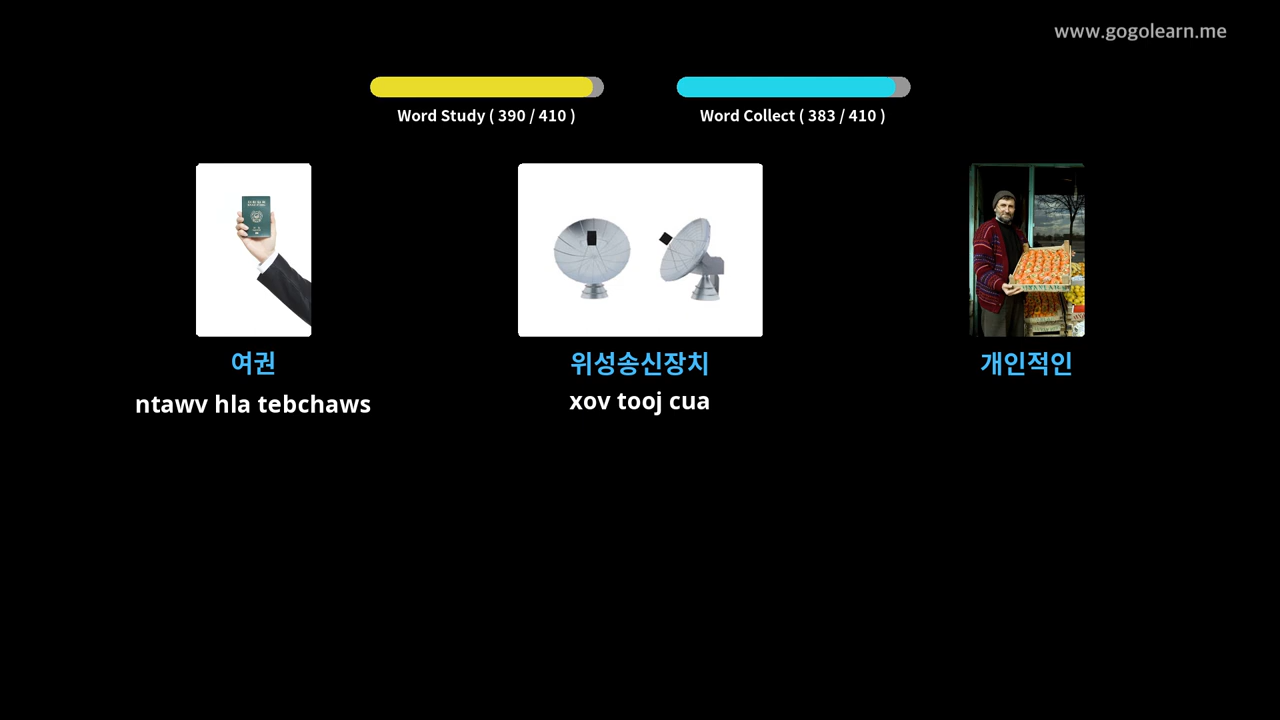 www.gogolearn.me
Word Study ( 390 / 410 )
Word Collect ( 383 / 410 )
여권
위성송신장치
개인적인
ntawv hla tebchaws
xov tooj cua